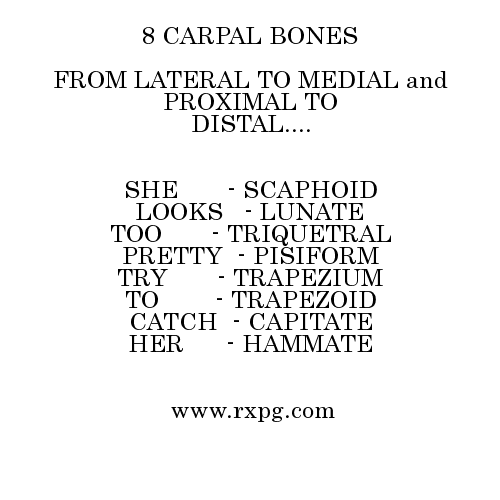 8 CARPAL BONES
FROM LATERAL TO MEDIAL and
PROXIMAL TO
DISTAL....
SHE - SCAPHOID
LOOKS - LUNATE
TOO - TRIQUETRAL
PRETTY - PISIFORM
TRY - TRAPEZIUM
TO - TRAPEZOID
CATCH - CAPITATE
HER - HAMMATE
www.rxpg.com